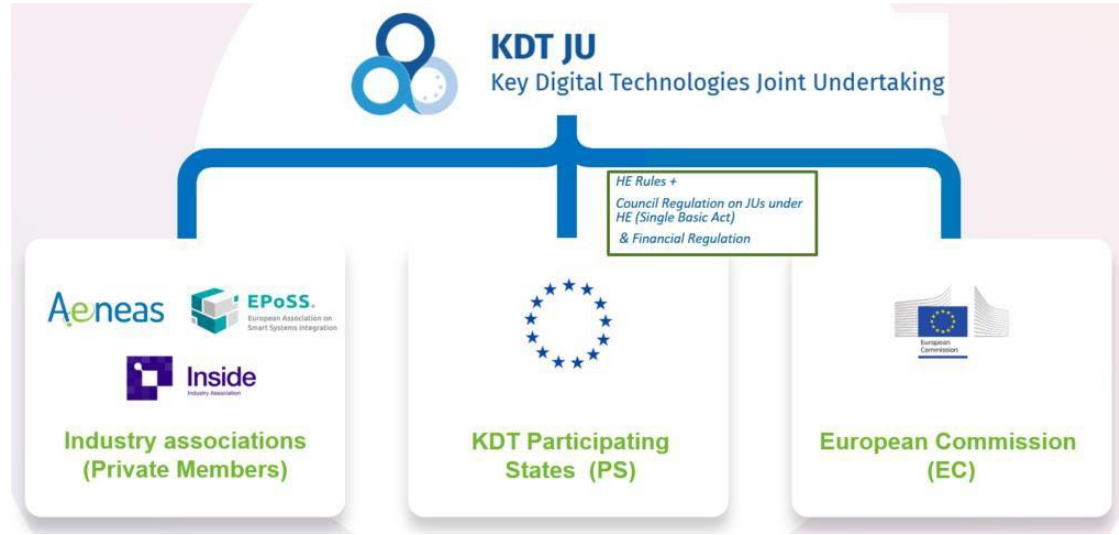 KDT JU
Key Digital Technologies Joint Undertaking
HE Rules +
Council Regulation on JUs under
HE (Single Basic Act)
& Financial Regulation
Aeneas
EPoSS.
European Association on
Smart Systems Integration
Inside
Industry Association
Industry associations
(Private Members)
KDT Participating
States (PS)
European
Commission
European Commission
(EC)